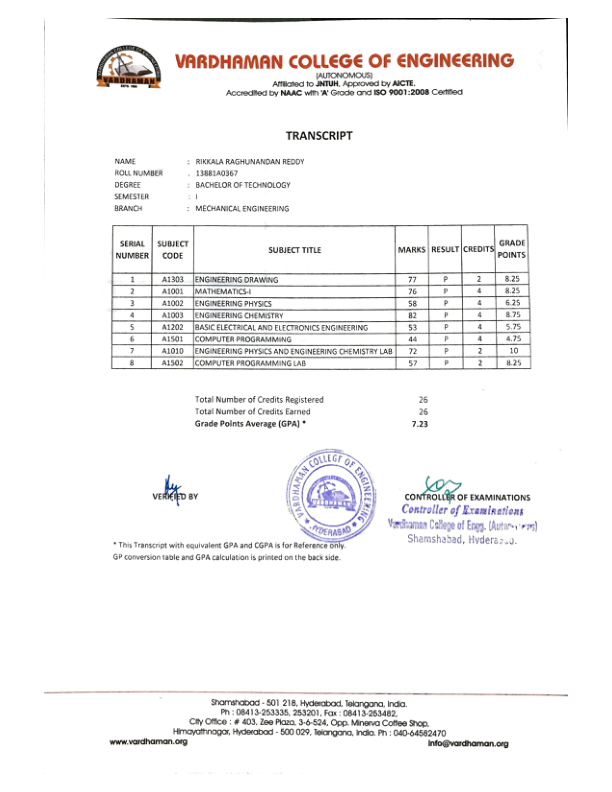 VARDHAMAN
VARDHAMAN COLLEGE OF ENGINEERING
(AUTONOMOUS)
Affiliated to JNTUH, Approved by AICTE,
Accredited by NAAC with 'A' Grade and ISO 9001:2008 Certified
TRANSCRIPT
NAME : RIKKALA RAGHUNANDAN REDDY
ROLL NUMBER . 13881A0367
DEGREE : BACHELOR OF TECHNOLOGY
SEMESTER : I
BRANCH : MECHANICAL ENGINEERING
SERIAL NUMBER SUBJECT CODE SUBJECT TITLE MARKS RESULT CREDITS GRADE POINTS
1 A1303 ENGINEERING DRAWING 77 P 2 8.25
2 A1001 MATHEMATICS-I 76 P 4 8.25
3 A1002 ENGINEERING PHYSICS 58 P 4 6.25
4 A1003 ENGINEERING CHEMISTRY 82 P 4 8.75
5 A1202 BASIC ELECTRICAL AND ELECTRONICS ENGINEERING 53 P 4 5.75
6 A1501 COMPUTER PROGRAMMING 44 P 4 4.75
7 A1010 ENGINEERING PHYSICS AND ENGINEERING CHEMISTRY LAB 72 P 2 10
8 A1502 COMPUTER PROGRAMMING LAB 57 P 2 8.25
Total Number of Credits Registered 26
Total Number of Credits Earned 26
Grade Points Average (GPA) * 7.23
VARDHAMAN COLLEGE OF ENGINEERING
HYDERABAD
VERIFIED BY
CONTROLLER OF EXAMINATIONS
Controller of Examinations
Vardhaman College of Engg.
Shamshabad,
* This Transcript with equivalent GPA and CGPA is for Reference only.
GP conversion table and GPA calculation is printed on the back side.
Shamshabad - 501 218, Hyderabad, Telangana, India.
Ph : 08413-253335, 253201, Fax : 08413-253482,
City Office : # 403, Zee Plaza, 3-6-524, Opp. Minerva Coffee Shop,
Himayathnagar, Hyderabad - 500 029, Telangana, India. Ph : 040-64582470
www.vardhaman.org info@vardhaman.org